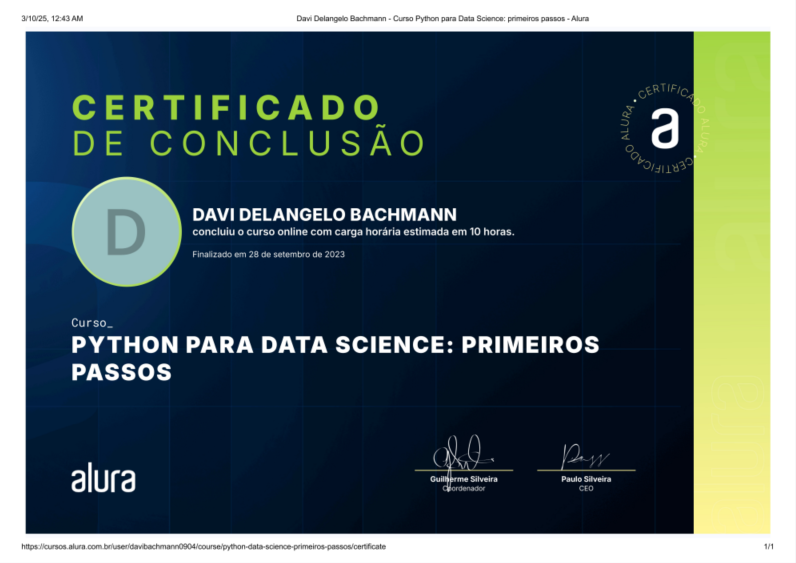 3/10/25, 12:43 AM
Davi Delangelo Bachmann - Curso Python para Data Science: primeiros passos - Alura
CERTIFICADO
DE CONCLUSÃO
CERTIFICADO ALURA • CERTIFICADO ALURA •
a
D
DAVI DELANGELO BACHMANN
concluiu o curso online com carga horária estimada em 10 horas.
Finalizado em 28 de setembro de 2023
Curso_
PYTHON PARA DATA SCIENCE: PRIMEIROS
PASSOS
alura
Guilherme Silveira
Coordenador
Paulo Silveira
CEO
https://cursos.alura.com.br/user/davibachmann0904/course/python-data-science-primeiros-passos/certificate
1/1